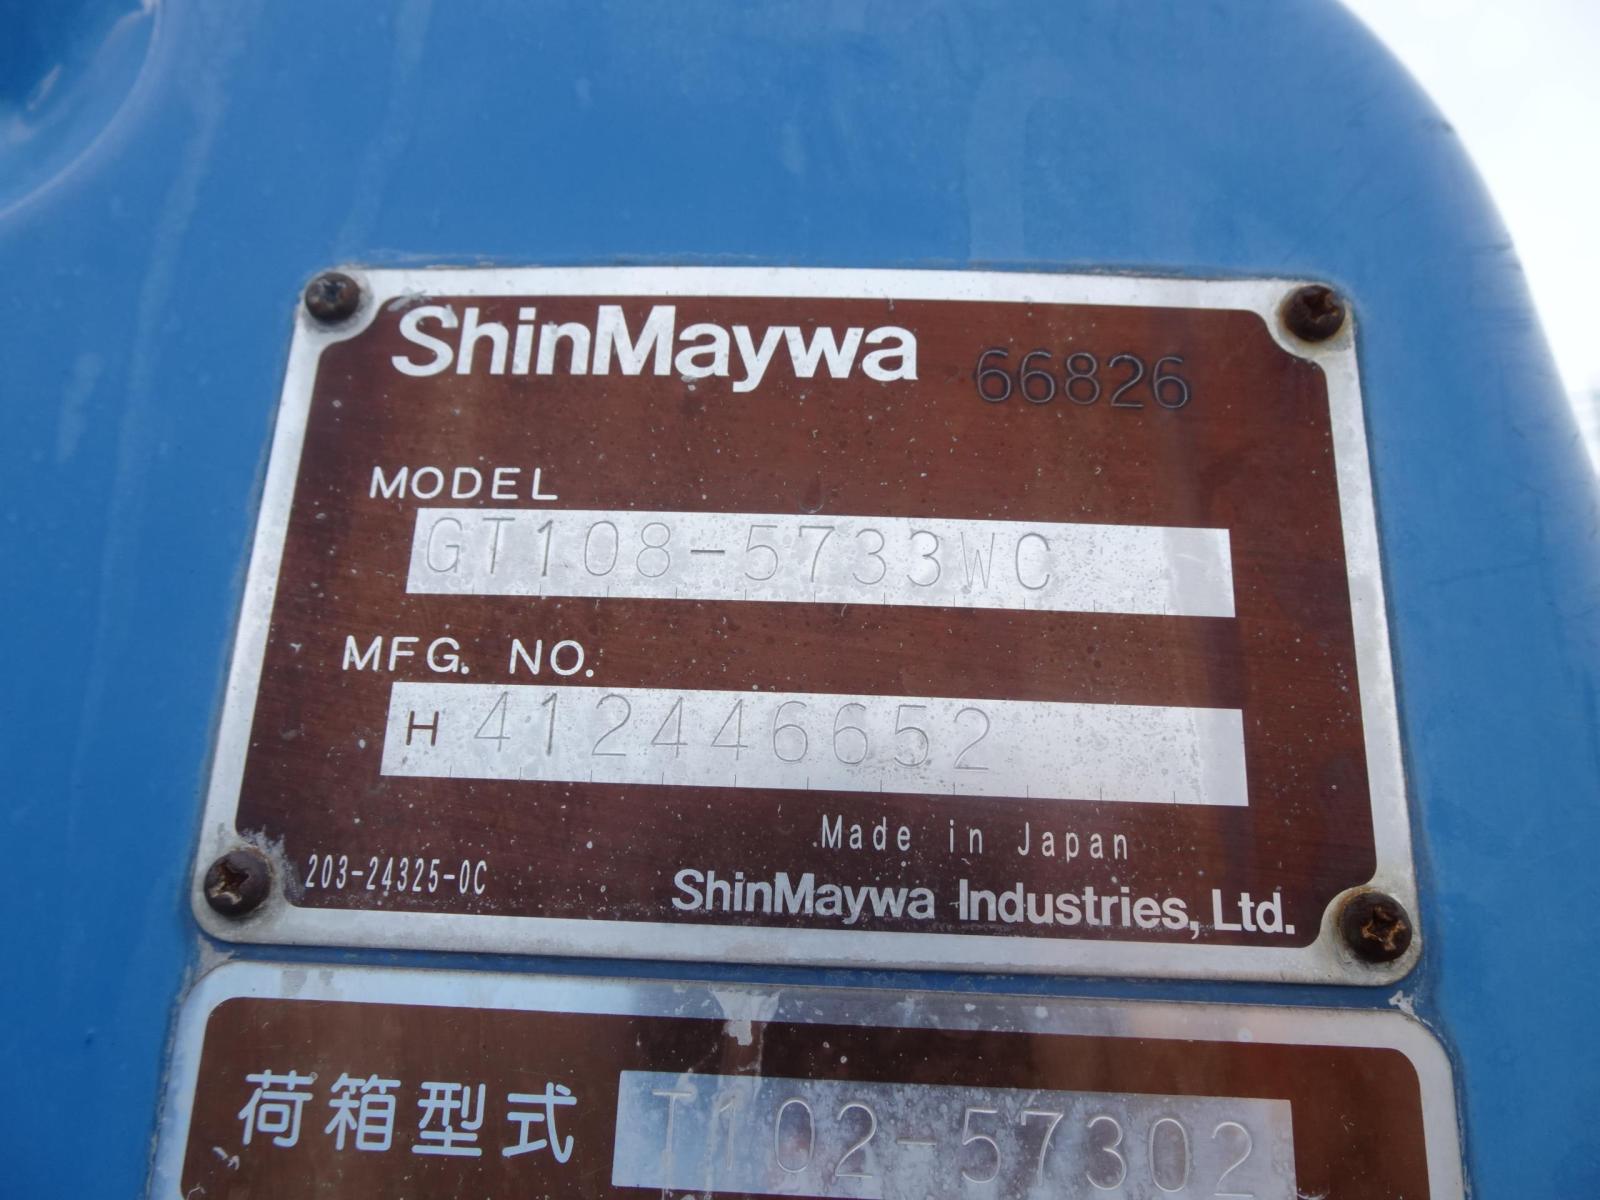 ShinMaywa 66826
MODEL
GT108-5733WC
MFG. NO.
H 412446652
Made in Japan
203-24325-0C
ShinMaywa Industries, Ltd.
荷箱型式 T102-57302